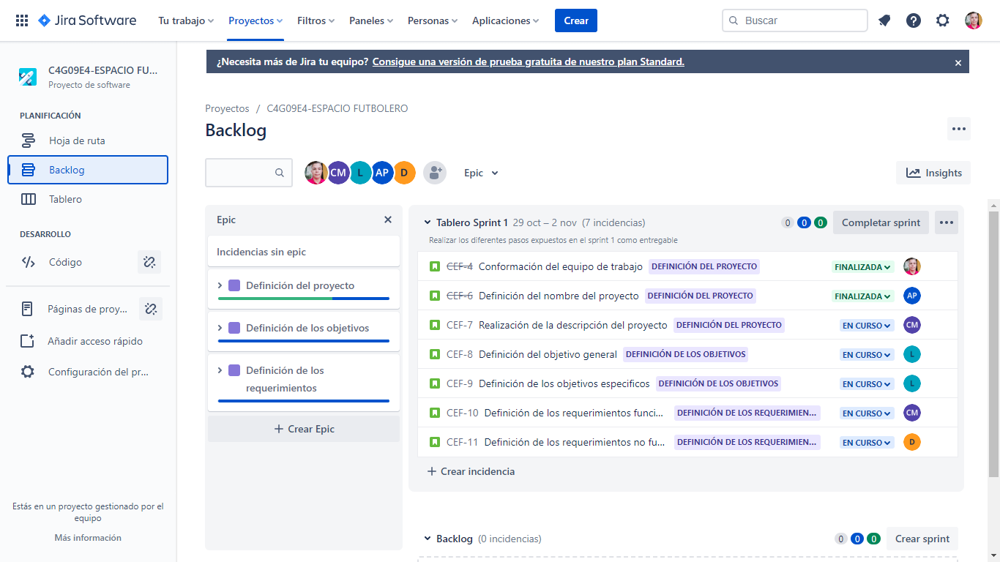 Jira Software
Tu trabajo
Proyectos
Filtros
Paneles
Personas
Aplicaciones
Crear
Buscar
C4G09E4-ESPACIO FU...
Proyecto de software
PLANIFICACIÓN
Hoja de ruta
Backlog
Tablero
DESARROLLO
Código
Páginas de proy...
Añadir acceso rápido
Configuración del pr...
Estás en un proyecto gestionado por el
equipo
Más información
¿Necesita más de Jira tu equipo? Consigue una versión de prueba gratuita de nuestro plan Standard.
Proyectos / C4G09E4-ESPACIO FUTBOLERO
Backlog
CM L AP D
Epic
Insights
Epic
Incidencias sin epic
Definición del proyecto
Definición de los objetivos
Definición de los
requerimientos
Crear Epic
Tablero Sprint 1 29 oct – 2 nov (7 incidencias) 0 0 0 Completar sprint
Realizar los diferentes pasos expuestos en el sprint 1 como entregable
CEF-4 Conformación del equipo de trabajo DEFINICIÓN DEL PROYECTO FINALIZADA
CEF-6 Definición del nombre del proyecto DEFINICIÓN DEL PROYECTO FINALIZADA AP
CEF-7 Realización de la descripción del proyecto DEFINICIÓN DEL PROYECTO EN CURSO CM
CEF-8 Definición del objetivo general DEFINICIÓN DE LOS OBJETIVOS EN CURSO L
CEF-9 Definición de los objetivos especificos DEFINICIÓN DE LOS OBJETIVOS EN CURSO L
CEF-10 Definición de los requerimientos funci... DEFINICIÓN DE LOS REQUERIMIEN... EN CURSO CM
CEF-11 Definición de los requerimientos no fu... DEFINICIÓN DE LOS REQUERIMIEN... EN CURSO D
Crear incidencia
Backlog (0 incidencias) 0 0 0 Crear sprint